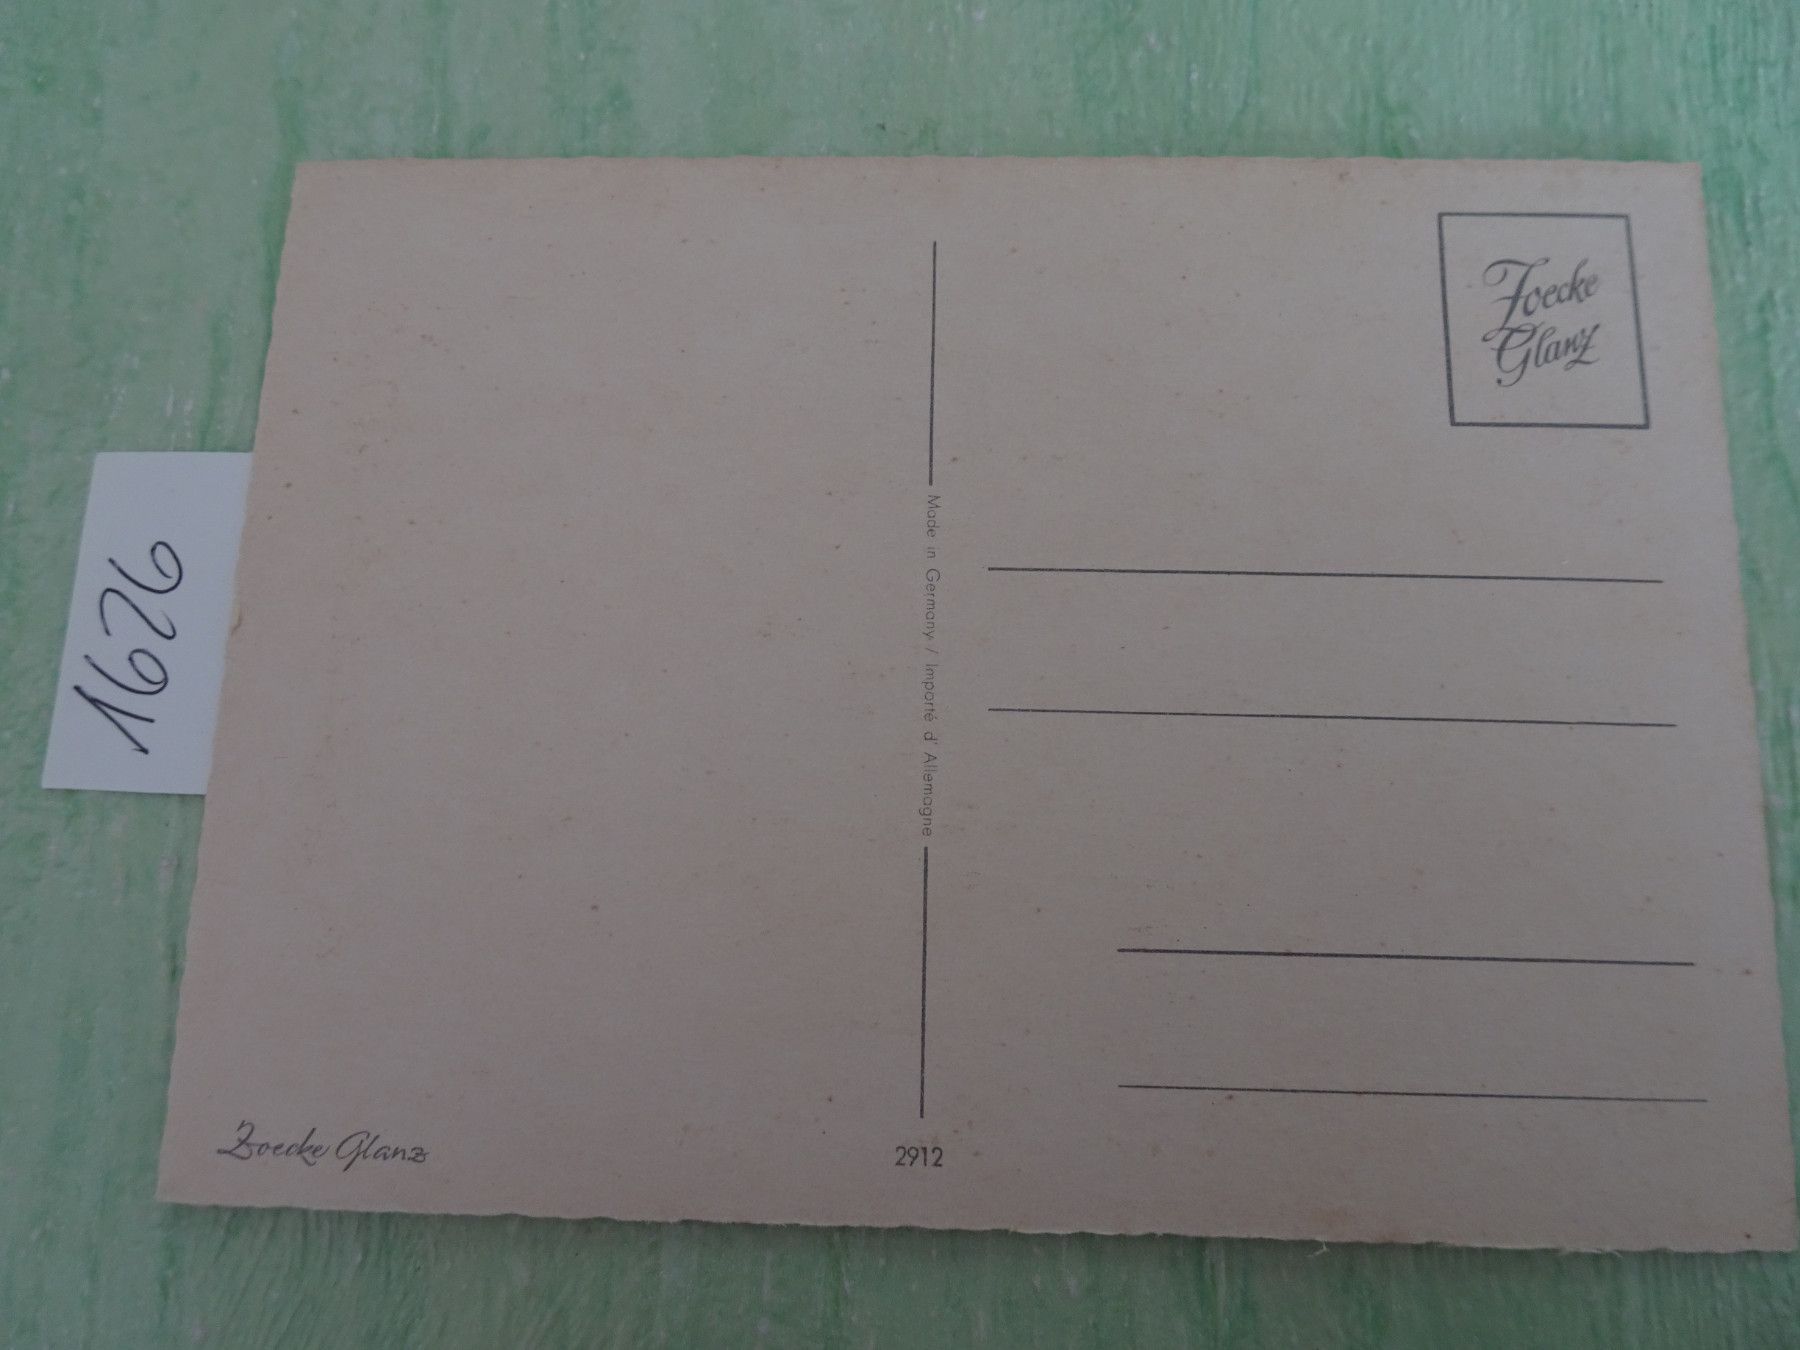 Zoecke
Glanz
Made in Germany / Importé d' Allemagne
1626
Zoecke Glanz
2912